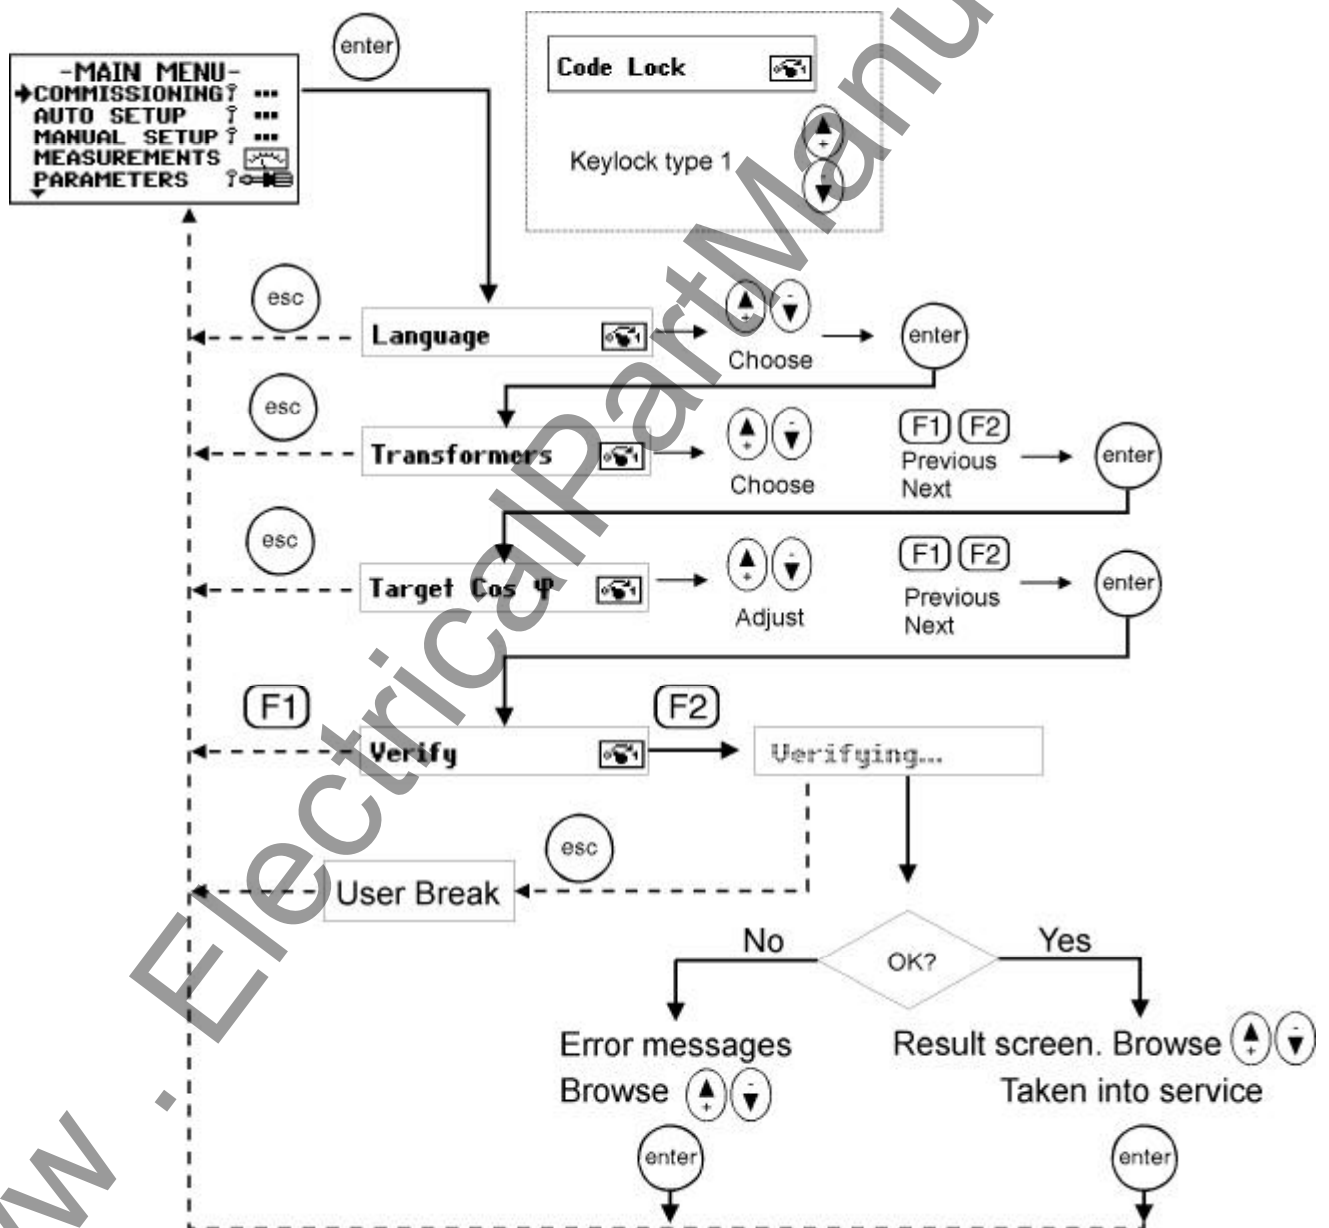 enter
-MAIN MENU-
COMMISSIONING
AUTO SETUP
MANUAL SETUP
MEASUREMENTS
PARAMETERS
Code Lock
Keylock type 1
esc
Language
Choose
enter
esc
Transformers
Choose
F1 F2
Previous
Next
enter
esc
Target Cos φ
Adjust
F1 F2
Previous
Next
enter
F1
Verify
F2
Verifying...
esc
User Break
No
OK?
Yes
Error messages
Browse
Result screen. Browse
Taken into service
enter
enter
w . ElectricalPartManu